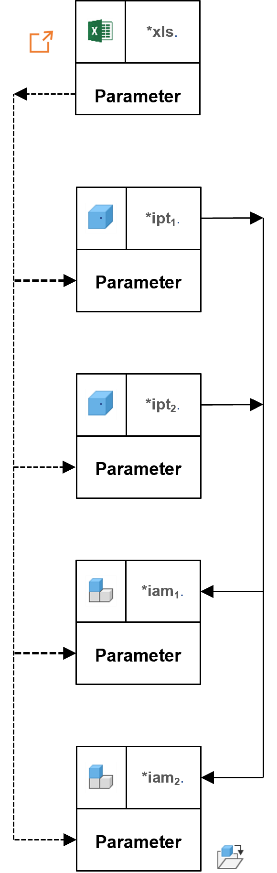 *xls.
Parameter
*ipt₁.
Parameter
*ipt₂.
Parameter
*iam₁.
Parameter
*iam₂.
Parameter